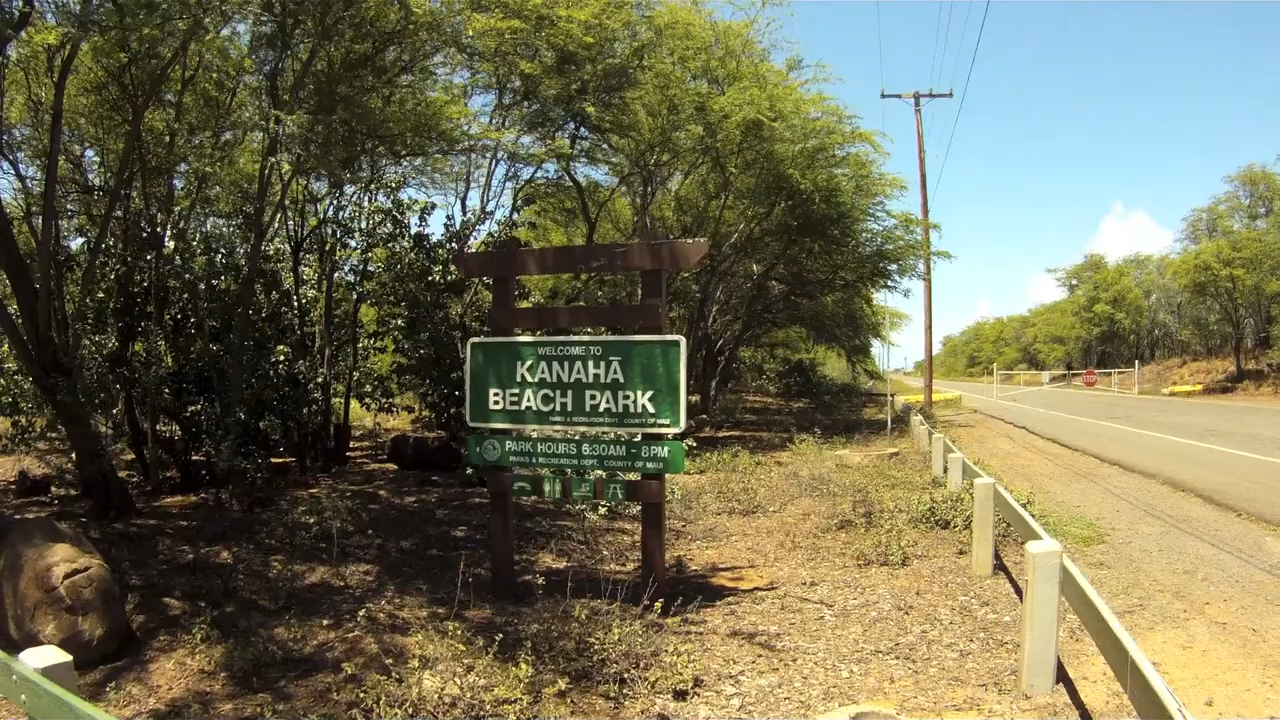 WELCOME TO
KANAHĀ
BEACH PARK
PARKS & RECREATION DEPT. COUNTY OF MAUI
PARK HOURS 6:30AM - 8PM
PARKS & RECREATION DEPT. COUNTY OF MAUI
STOP